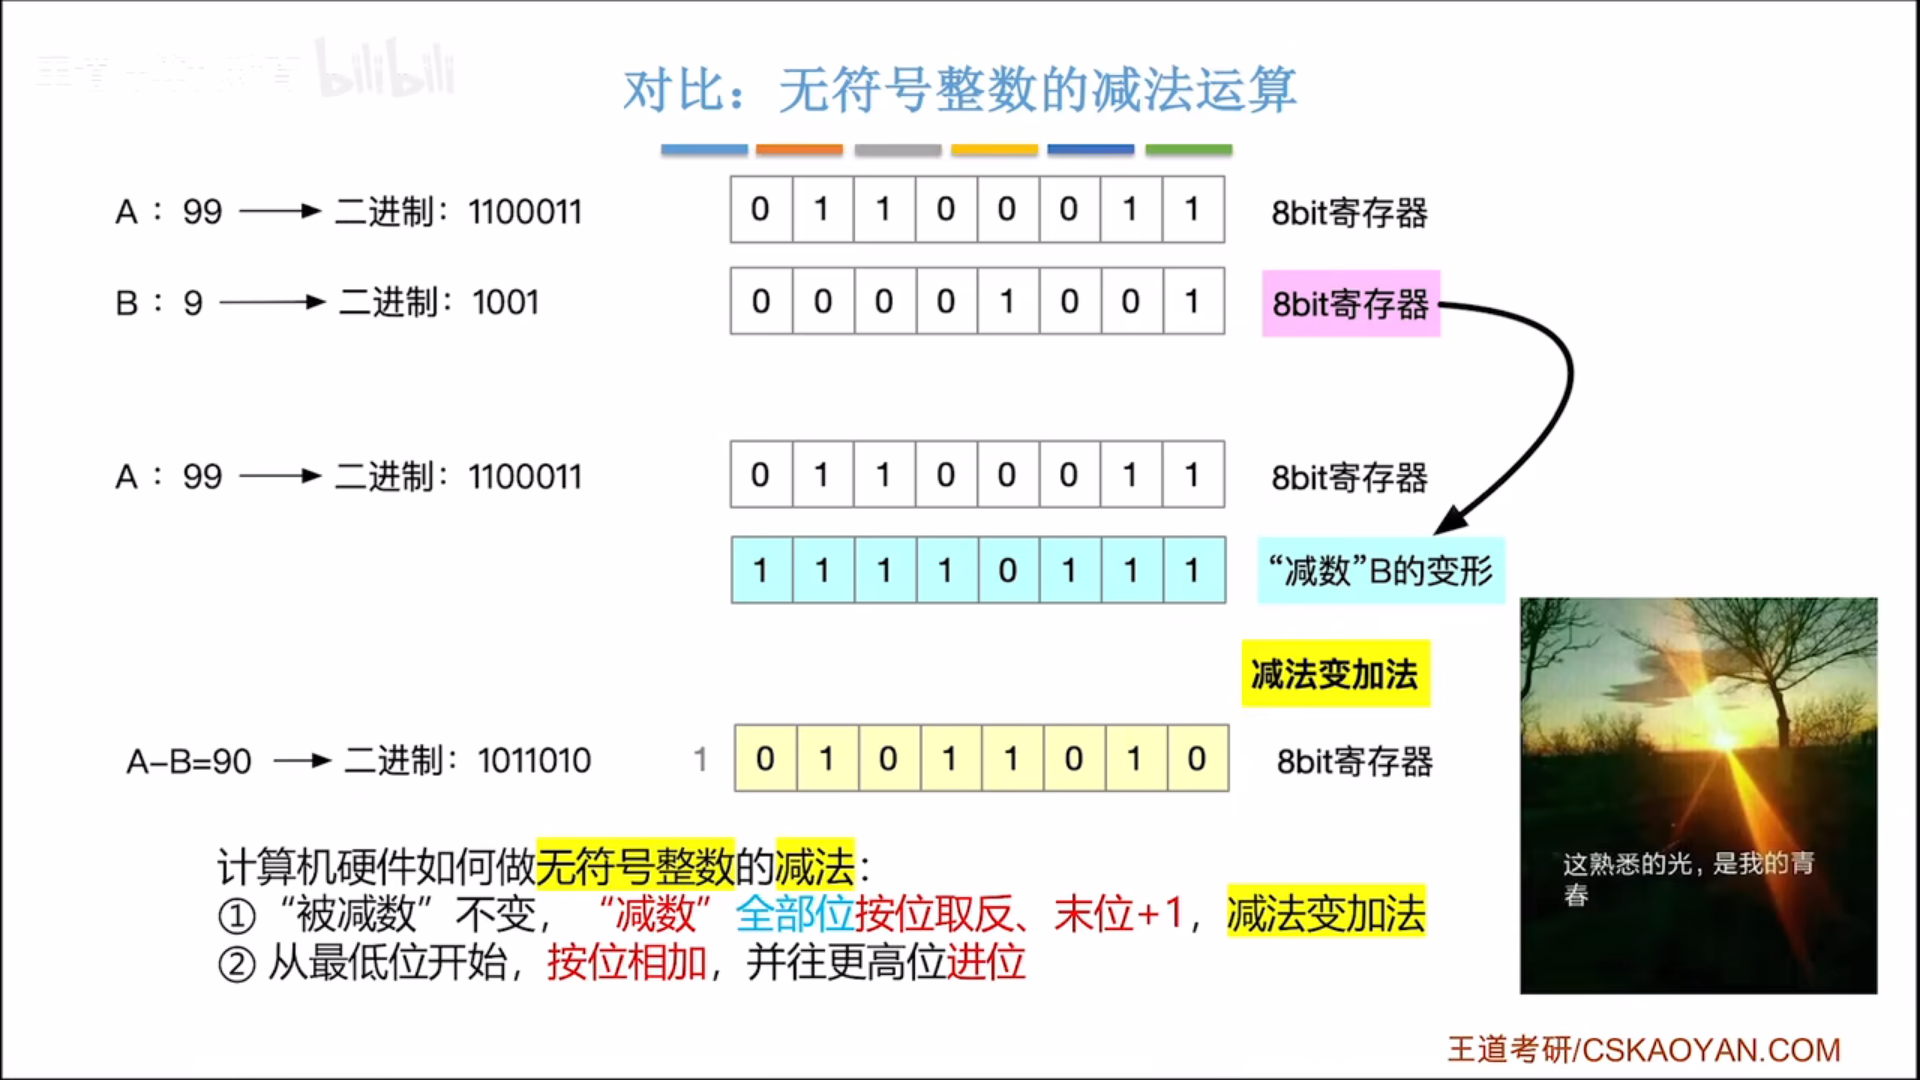 bilibili
对比：无符号整数的减法运算
A：99 → 二进制：1100011 0 1 1 0 0 0 1 1 8bit寄存器
B：9 → 二进制：1001 0 0 0 0 1 0 0 1 8bit寄存器
A：99 → 二进制：1100011 0 1 1 0 0 0 1 1 8bit寄存器
1 1 1 1 0 1 1 1 “减数”B的变形
减法变加法
A-B=90 → 二进制：1011010 1 0 1 0 1 1 0 1 0 8bit寄存器
计算机硬件如何做无符号整数的减法：
①“被减数”不变，“减数”全部位按位取反、末位+1，减法变加法
② 从最低位开始，按位相加，并往更高位进位
这熟悉的光，是我的青
春
王道考研/CSKAOYAN.COM